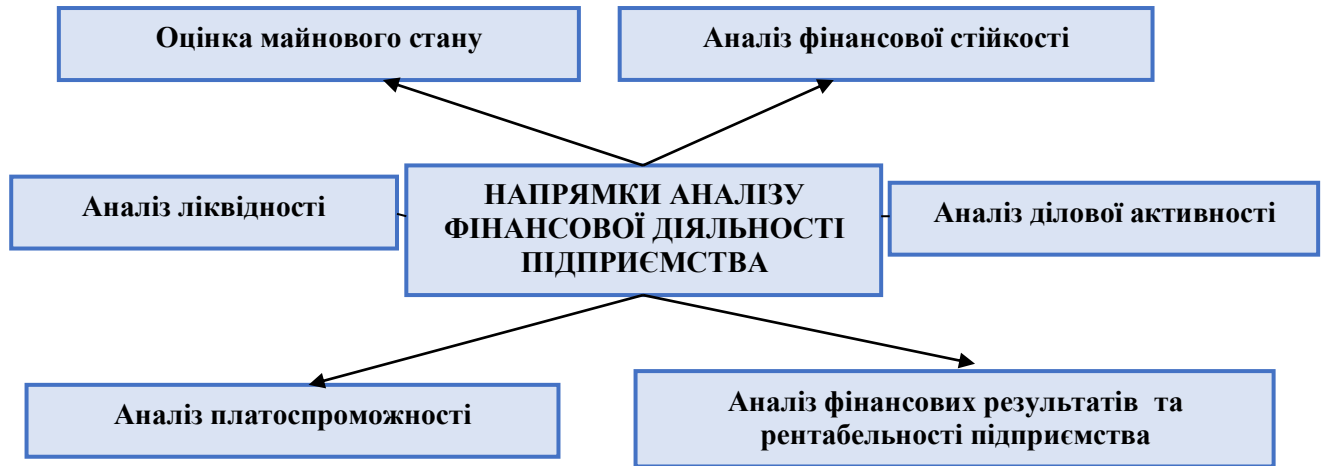 Оцінка майнового стану
Аналіз фінансової стійкості
Аналіз ліквідності
НАПРЯМКИ АНАЛІЗУ
ФІНАНСОВОЇ ДІЯЛЬНОСТІ
ПІДПРИЄМСТВА
Аналіз ділової активності
Аналіз платоспроможності
Аналіз фінансових результатів та
рентабельності підприємства